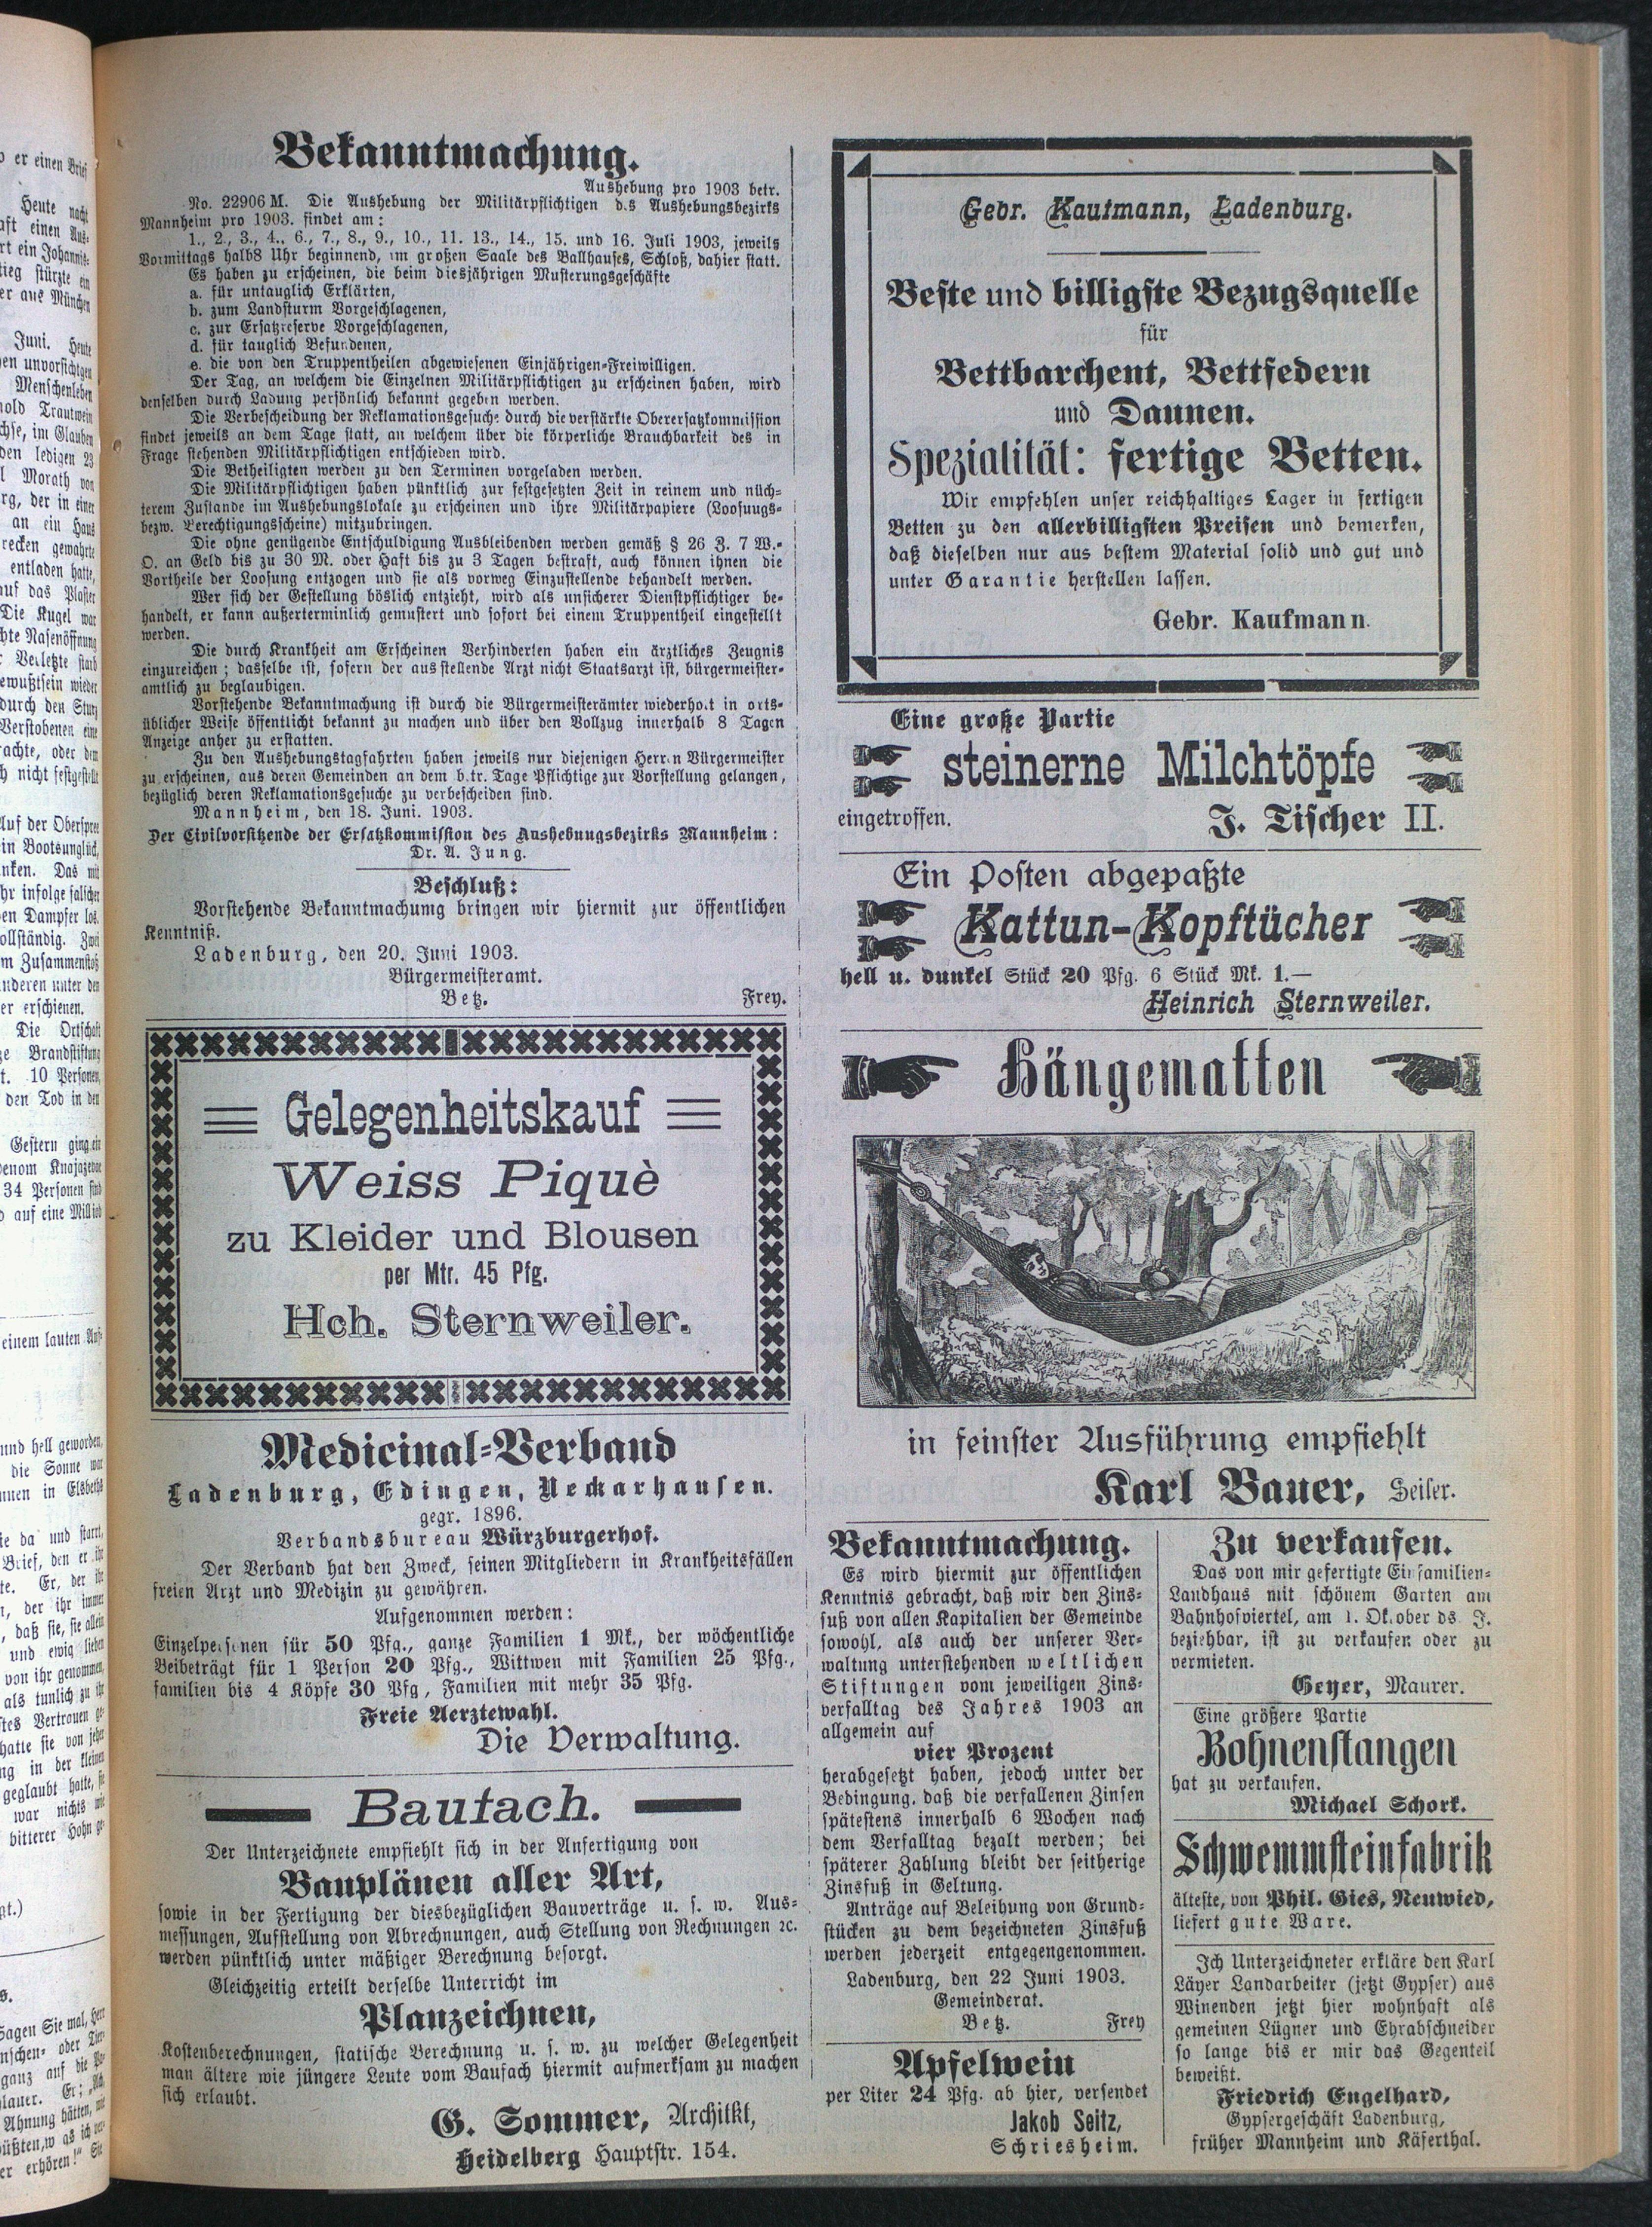 Bekanntmachung.
Aushebung pro 1903 betr.
No. 22906 M. Die Aushebung der Militärpflichtigen d.s Aushebungsbezirks
Mannheim pro 1903. findet am:
1., 2., 3., 4., 6., 7., 8., 9., 10., 11. 13., 14., 15. und 16. Juli 1903, jeweils
Vormittags halb8 Uhr beginnend, im großen Saale des Ballhauses, Schloß, dahier statt.
Es haben zu erscheinen, die beim diesjährigen Musterungsgeschäfte
a. für untauglich Erklärten,
b. zum Landsturm Vorgeschlagenen,
c. zur Ersatzreserve Vorgeschlagenen,
d. für tauglich Befundenen,
e. die von den Truppentheilen abgewiesenen Einjährigen-Freiwilligen.
Der Tag, an welchem die Einzelnen Militärpflichtigen zu erscheinen haben, wird
denselben durch Ladung persönlich bekannt gegeben werden.
Die Verbescheidung der Reklamationsgesuche durch die verstärkte Oberersatzkommission
findet jeweils an dem Tage statt, an welchem über die körperliche Brauchbarkeit des in
Frage stehenden Militärpflichtigen entschieden wird.
Die Betheiligten werden zu den Terminen vorgeladen werden.
Die Militärpflichtigen haben pünktlich zur festgesetzten Zeit in reinem und nüch-
terem Zustande im Aushebungslokale zu erscheinen und ihre Militärpapiere (Loosungs-
bezw. Berechtigungsscheine) mitzubringen.
Die ohne genügende Entschuldigung Ausbleibenden werden gemäß § 26 Z. 7 W.-
O. an Geld bis zu 30 M. oder Haft bis zu 3 Tagen bestraft, auch können ihnen die
Vortheile der Loosung entzogen und sie als vorweg Einzustellende behandelt werden.
Wer sich der Gestellung böslich entzieht, wird als unsicherer Dienstpflichtiger be-
handelt, er kann außerterminlich gemustert und sofort bei einem Truppentheil eingestellt
werden.
Die durch Krankheit am Erscheinen Verhinderten haben ein ärztliches Zeugnis
einzureichen; dasselbe ist, sofern der ausstellende Arzt nicht Staatsarzt ist, bürgermeister-
amtlich zu beglaubigen.
Vorstehende Bekanntmachung ist durch die Bürgermeisterämter wiederho.t in orts-
üblicher Weise öffentlicht bekannt zu machen und über den Vollzug innerhalb 8 Tagen
Anzeige anher zu erstatten.
Zu den Aushebungstagfahrten haben jeweils nur diejenigen Herren Bürgermeister
zu erscheinen, aus deren Gemeinden an dem b.tr. Tage Pflichtige zur Vorstellung gelangen,
bezüglich deren Reklamationsgesuche zu verbescheiden sind.
Mannheim, den 18. Juni. 1903.
Der Civilvorsitzende der Ersatzkommission des Aushebungsbezirks Mannheim:
Dr. A. Jung.
Beschluß:
Vorstehende Bekanntmachumg bringen wir hiermit zur öffentlichen
Kenntniß.
Ladenburg, den 20. Juni 1903.
Bürgermeisteramt.
Betz. Frey.
Gelegenheitskauf
Weiss Piquè
zu Kleider und Blousen
per Mtr. 45 Pfg.
Hch. Sternweiler.
Medicinal-Verband
Ladenburg, Edingen, Neckarhausen.
gegr. 1896.
Verbandsbureau Würzburgerhof.
Der Verband hat den Zweck, seinen Mitgliedern in Krankheitsfällen
freien Arzt und Medizin zu gewähren.
Aufgenommen werden:
Einzelpersonen für 50 Pfg., ganze Familien 1 Mk., der wöchentliche
Beibeträgt für 1 Person 20 Pfg., Wittwen mit Familien 25 Pfg.,
familien bis 4 Köpfe 30 Pfg, Familien mit mehr 35 Pfg.
Freie Aerztewahl.
Die Verwaltung.
Baufach.
Der Unterzeichnete empfiehlt sich in der Anfertigung von
Bauplänen aller Art,
sowie in der Fertigung der diesbezüglichen Bauverträge u. s. w. Aus-
messungen, Aufstellung von Abrechnungen, auch Stellung von Rechnungen ꝛc.
werden pünktlich unter mäßiger Berechnung besorgt.
Gleichzeitig erteilt derselbe Unterricht im
Planzeichnen,
Kostenberechnungen, statische Berechnung u. s. w. zu welcher Gelegenheit
man ältere wie jüngere Leute vom Baufach hiermit aufmerksam zu machen
sich erlaubt.
G. Sommer, Architkt,
Heidelberg Hauptstr. 154.
Gebr. Kaufmann, Ladenburg.
Beste und billigste Bezugsquelle
für
Bettbarchent, Bettfedern
und Daunen.
Spezialität: fertige Betten.
Wir empfehlen unser reichhaltiges Lager in fertigen
Betten zu den allerbilligsten Preisen und bemerken,
daß dieselben nur aus bestem Material solid und gut und
unter Garantie herstellen lassen.
Gebr. Kaufmann.
Eine große Partie
steinerne Milchtöpfe
eingetroffen. J. Tischer II.
Ein Posten abgepaßte
Kattun-Kopftücher
hell u. dunkel Stück 20 Pfg. 6 Stück Mk. 1.—
Heinrich Sternweiler.
Hängematten
in feinster Ausführung empfiehlt
Karl Bauer, Seiler.
Bekanntmachung.
Es wird hiermit zur öffentlichen
Kenntnis gebracht, daß wir den Zins-
fuß von allen Kapitalien der Gemeinde
sowohl, als auch der unserer Ver-
waltung unterstehenden weltlichen
Stiftungen vom jeweiligen Zins-
verfalltag des Jahres 1903 an
allgemein auf
vier Prozent
herabgesetzt haben, jedoch unter der
Bedingung. daß die verfallenen Zinsen
spätestens innerhalb 6 Wochen nach
dem Verfalltag bezalt werden; bei
späterer Zahlung bleibt der seitherige
Zinsfuß in Geltung.
Anträge auf Beleihung von Grund-
stücken zu dem bezeichneten Zinsfuß
werden jederzeit entgegengenommen.
Ladenburg, den 22 Juni 1903.
Gemeinderat.
Betz. Frey
Apfelwein
per Liter 24 Pfg. ab hier, versendet
Jakob Seitz,
Schriesheim.
Zu verkaufen.
Das von mir gefertigte Einfamilien-
Landhaus mit schönem Garten am
Bahnhofviertel, am 1. Oktober ds J.
beziehbar, ist zu verkaufen oder zu
vermieten.
Geyer, Maurer.
Eine größere Partie
Bohnenstangen
hat zu verkaufen.
Michael Schork.
Schwemmsteinfabrik
älteste, von Phil. Gies, Neuwied,
liefert gute Ware.
Ich Unterzeichneter erkläre den Karl
Läyer Landarbeiter (jetzt Gypser) aus
Winenden jetzt hier wohnhaft als
gemeinen Lügner und Ehrabschneider
so lange bis er mir das Gegenteil
beweißt.
Friedrich Engelhard,
Gypsergeschäft Ladenburg,
früher Mannheim und Käferthal.